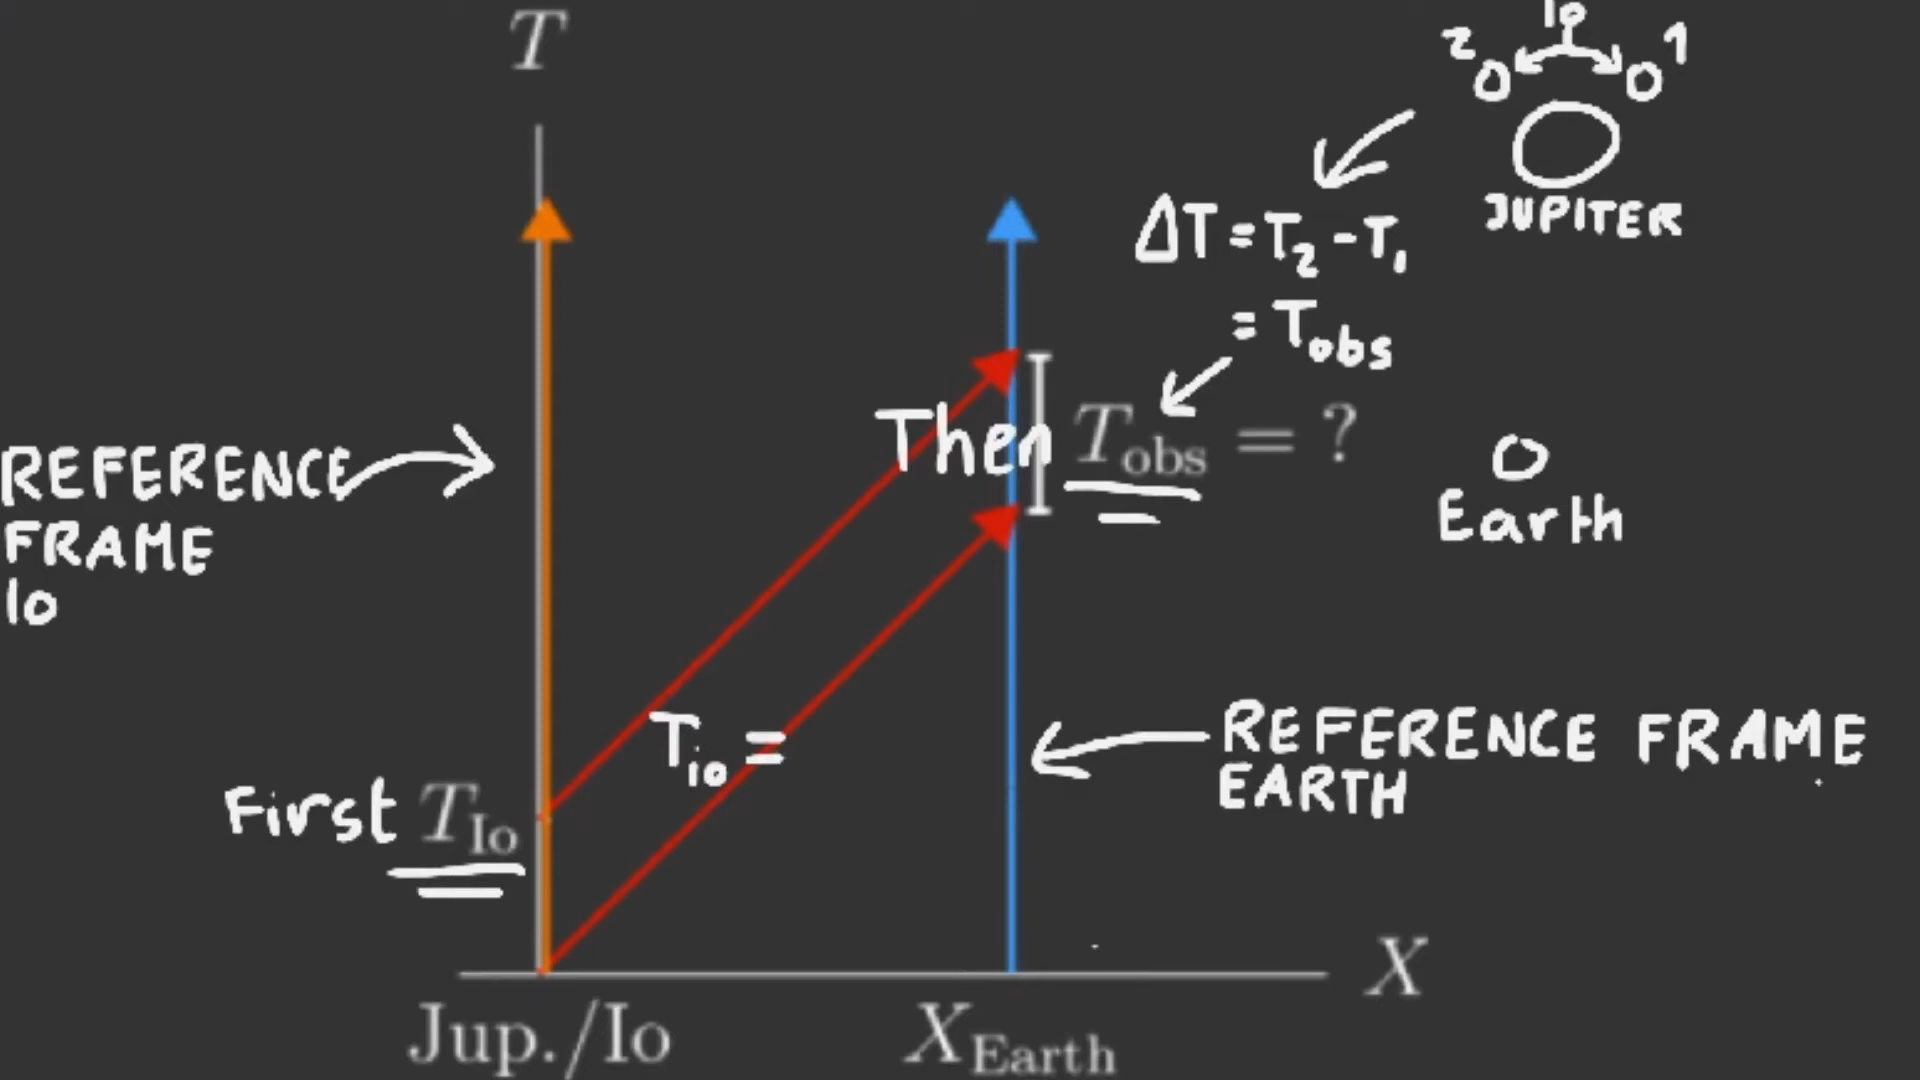 T
Io
2
1
JUPITER
ΔT = T₂ - T₁
= Tobs
Then Tobs = ?
REFERENCE
FRAME
Io
Earth
Tio =
REFERENCE FRAME
EARTH
First TIo
X
Jup./Io
XEarth